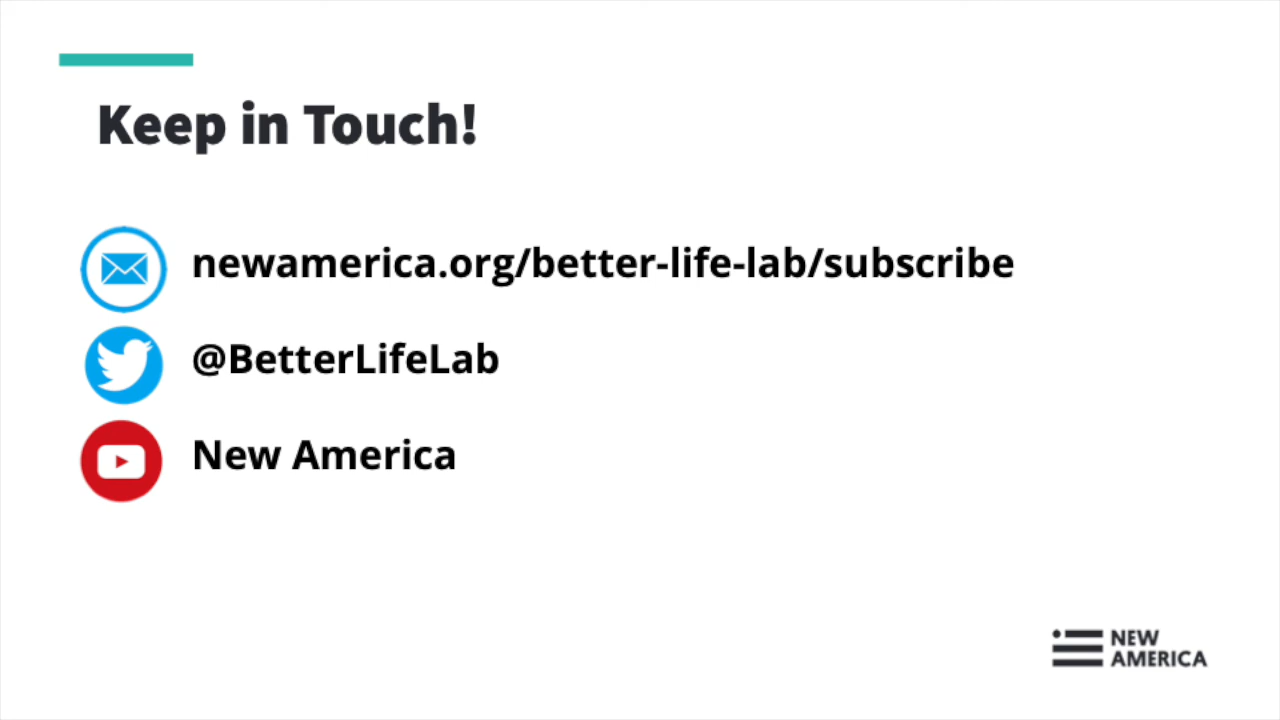 Keep in Touch!
newamerica.org/better-life-lab/subscribe
@BetterLifeLab
New America
NEW
AMERICA